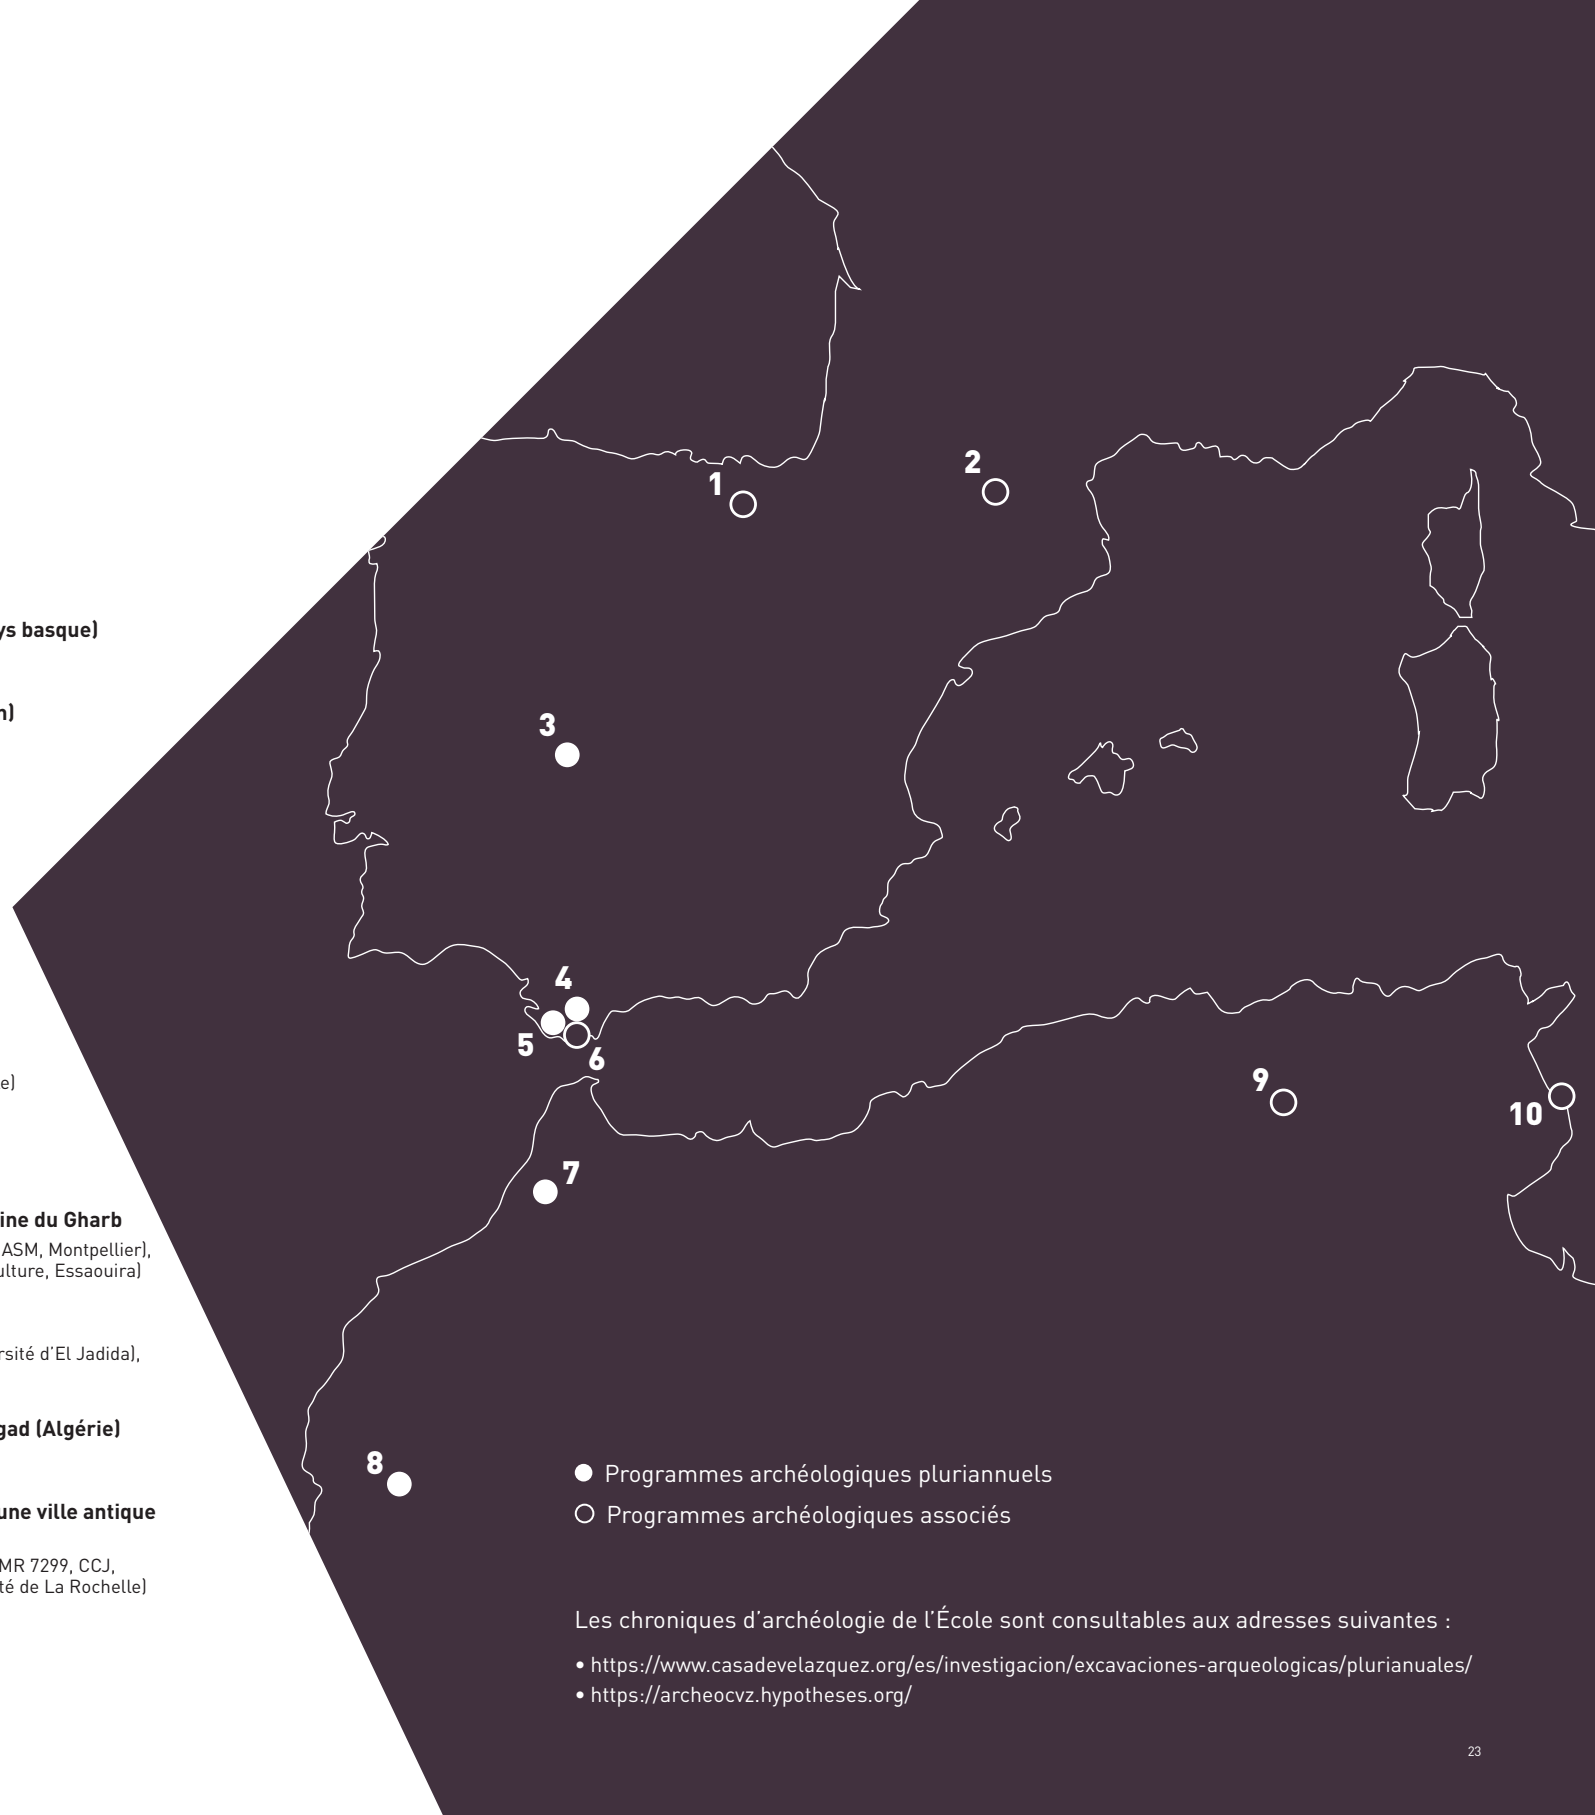 ys basque)
n)
e)
ine du Gharb
ASM, Montpellier),
ulture, Essaouira)
rsité d'El Jadida),
gad (Algérie)
une ville antique
MR 7299, CCJ,
té de La Rochelle)
1
2
3
4
5
6
7
8
9
10
Programmes archéologiques pluriannuels
Programmes archéologiques associés
Les chroniques d'archéologie de l'École sont consultables aux adresses suivantes :
• https://www.casadevelazquez.org/es/investigacion/excavaciones-arqueologicas/plurianuales/
• https://archeocvz.hypotheses.org/
23